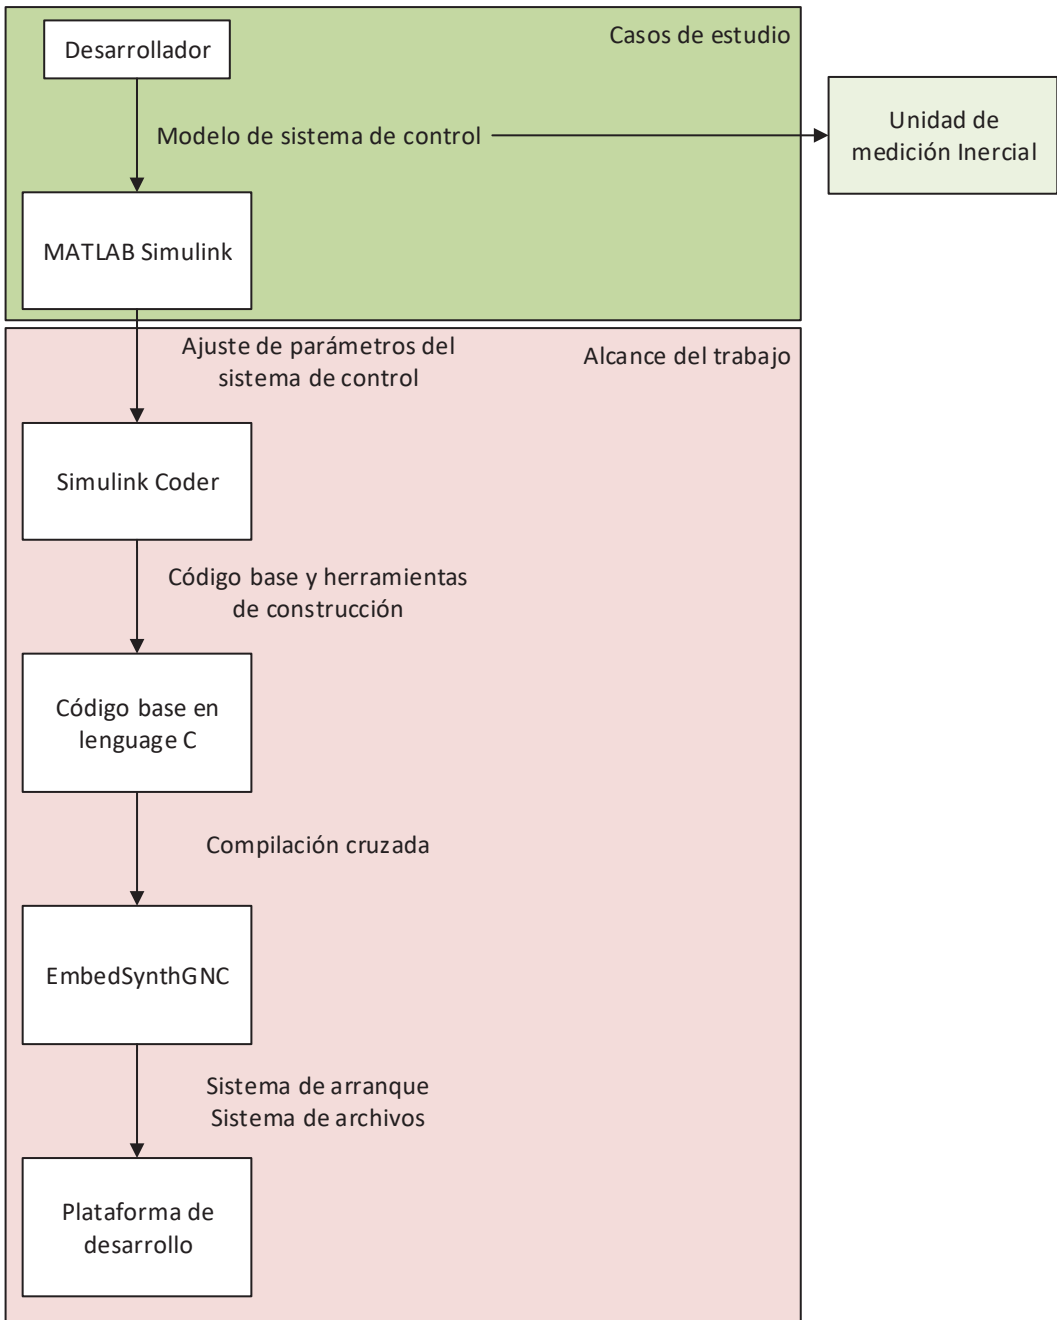 Desarrollador
Casos de estudio
Modelo de sistema de control
Unidad de
medición Inercial
MATLAB Simulink
Ajuste de parámetros del
sistema de control
Alcance del trabajo
Simulink Coder
Código base y herramientas
de construcción
Código base en
lenguage C
Compilación cruzada
EmbedSynthGNC
Sistema de arranque
Sistema de archivos
Plataforma de
desarrollo